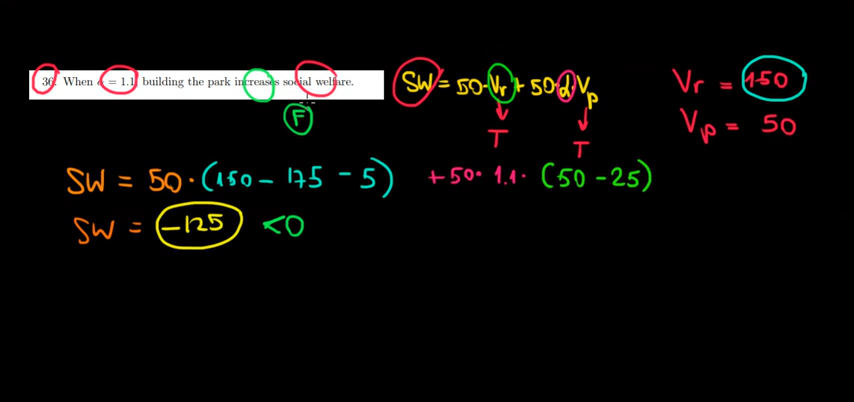 36. When α = 1.1, building the park increases social welfare.
F
SW = 50·Vr + 50·α·Vp
T T
Vr = 150
Vp = 50
SW = 50·(150 - 175 - 5) + 50·1.1·(50 - 25)
SW = -125 <0